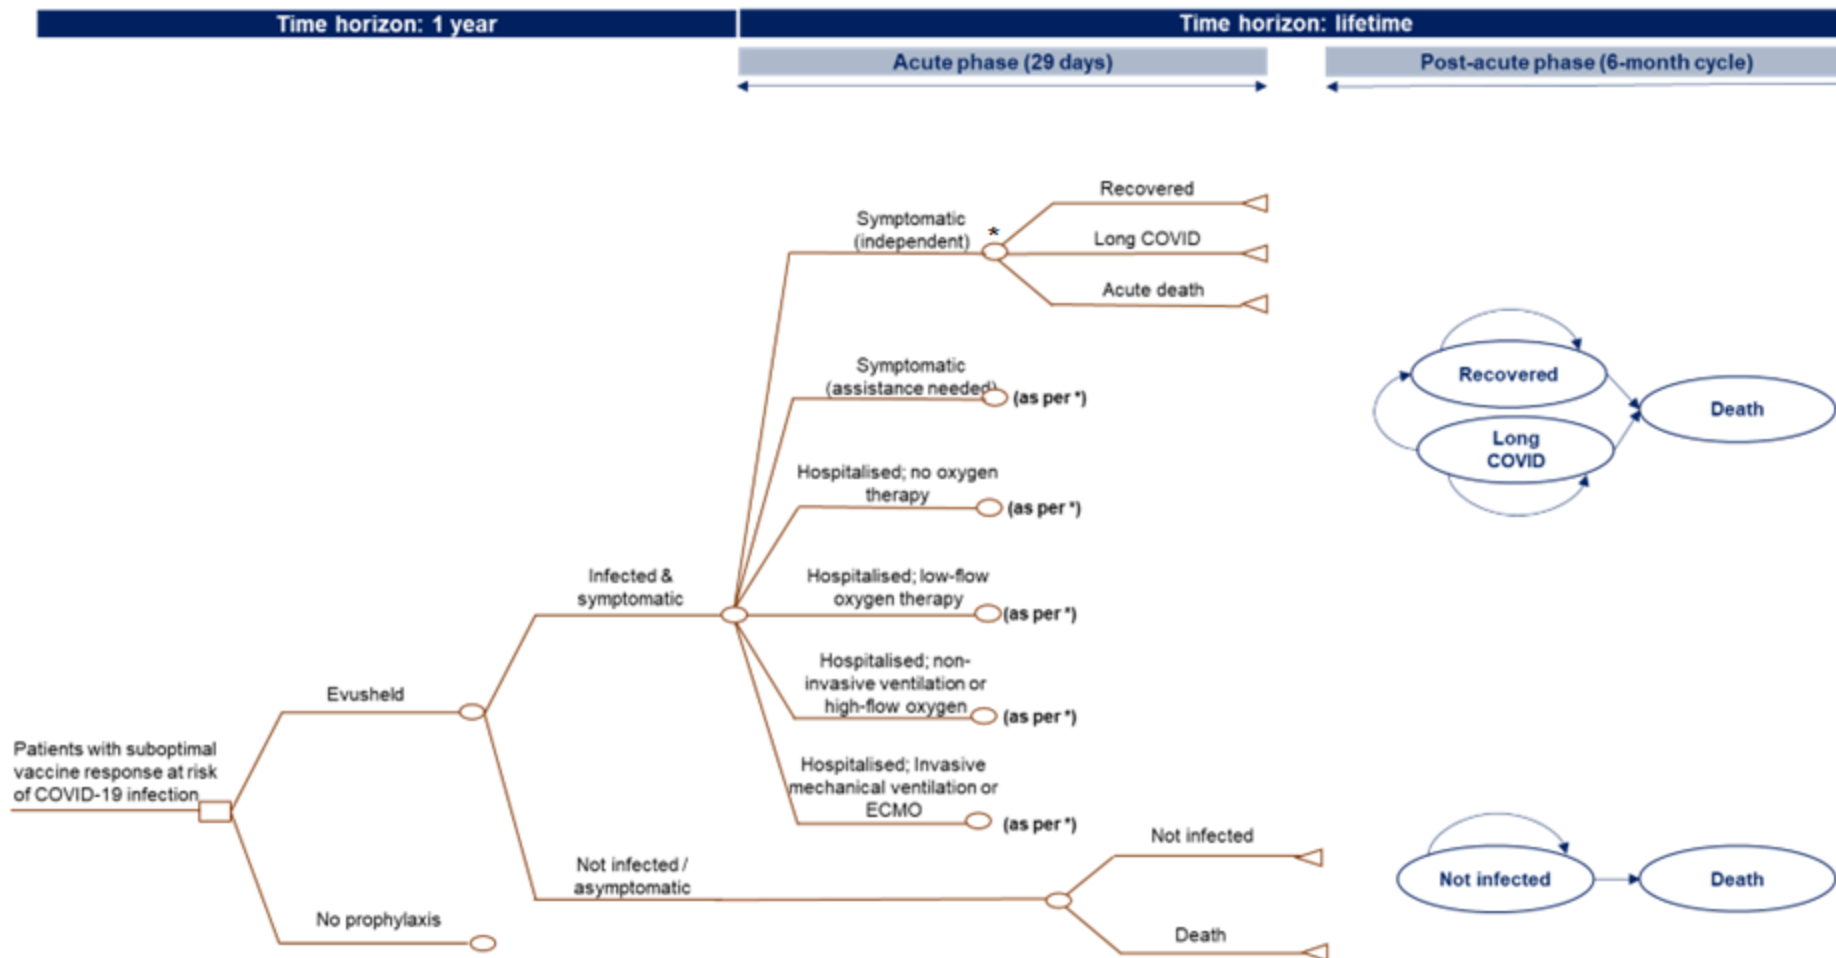 Time horizon: 1 year
Time horizon: lifetime
Acute phase (29 days)
Post-acute phase (6-month cycle)
Recovered
Symptomatic
(independent)
*
Long COVID
Acute death
Symptomatic
(assistance needed)
(as per *)
Recovered
Death
Long
COVID
Hospitalised; no oxygen
therapy
(as per *)
Infected &
symptomatic
Hospitalised; low-flow
oxygen therapy
(as per *)
Hospitalised; non-
invasive ventilation or
high-flow oxygen
(as per *)
Evusheld
Patients with suboptimal
vaccine response at risk
of COVID-19 infection
Hospitalised; Invasive
mechanical ventilation or
ECMO
(as per *)
Not infected /
asymptomatic
Not infected
Not infected
Death
No prophylaxis
Death